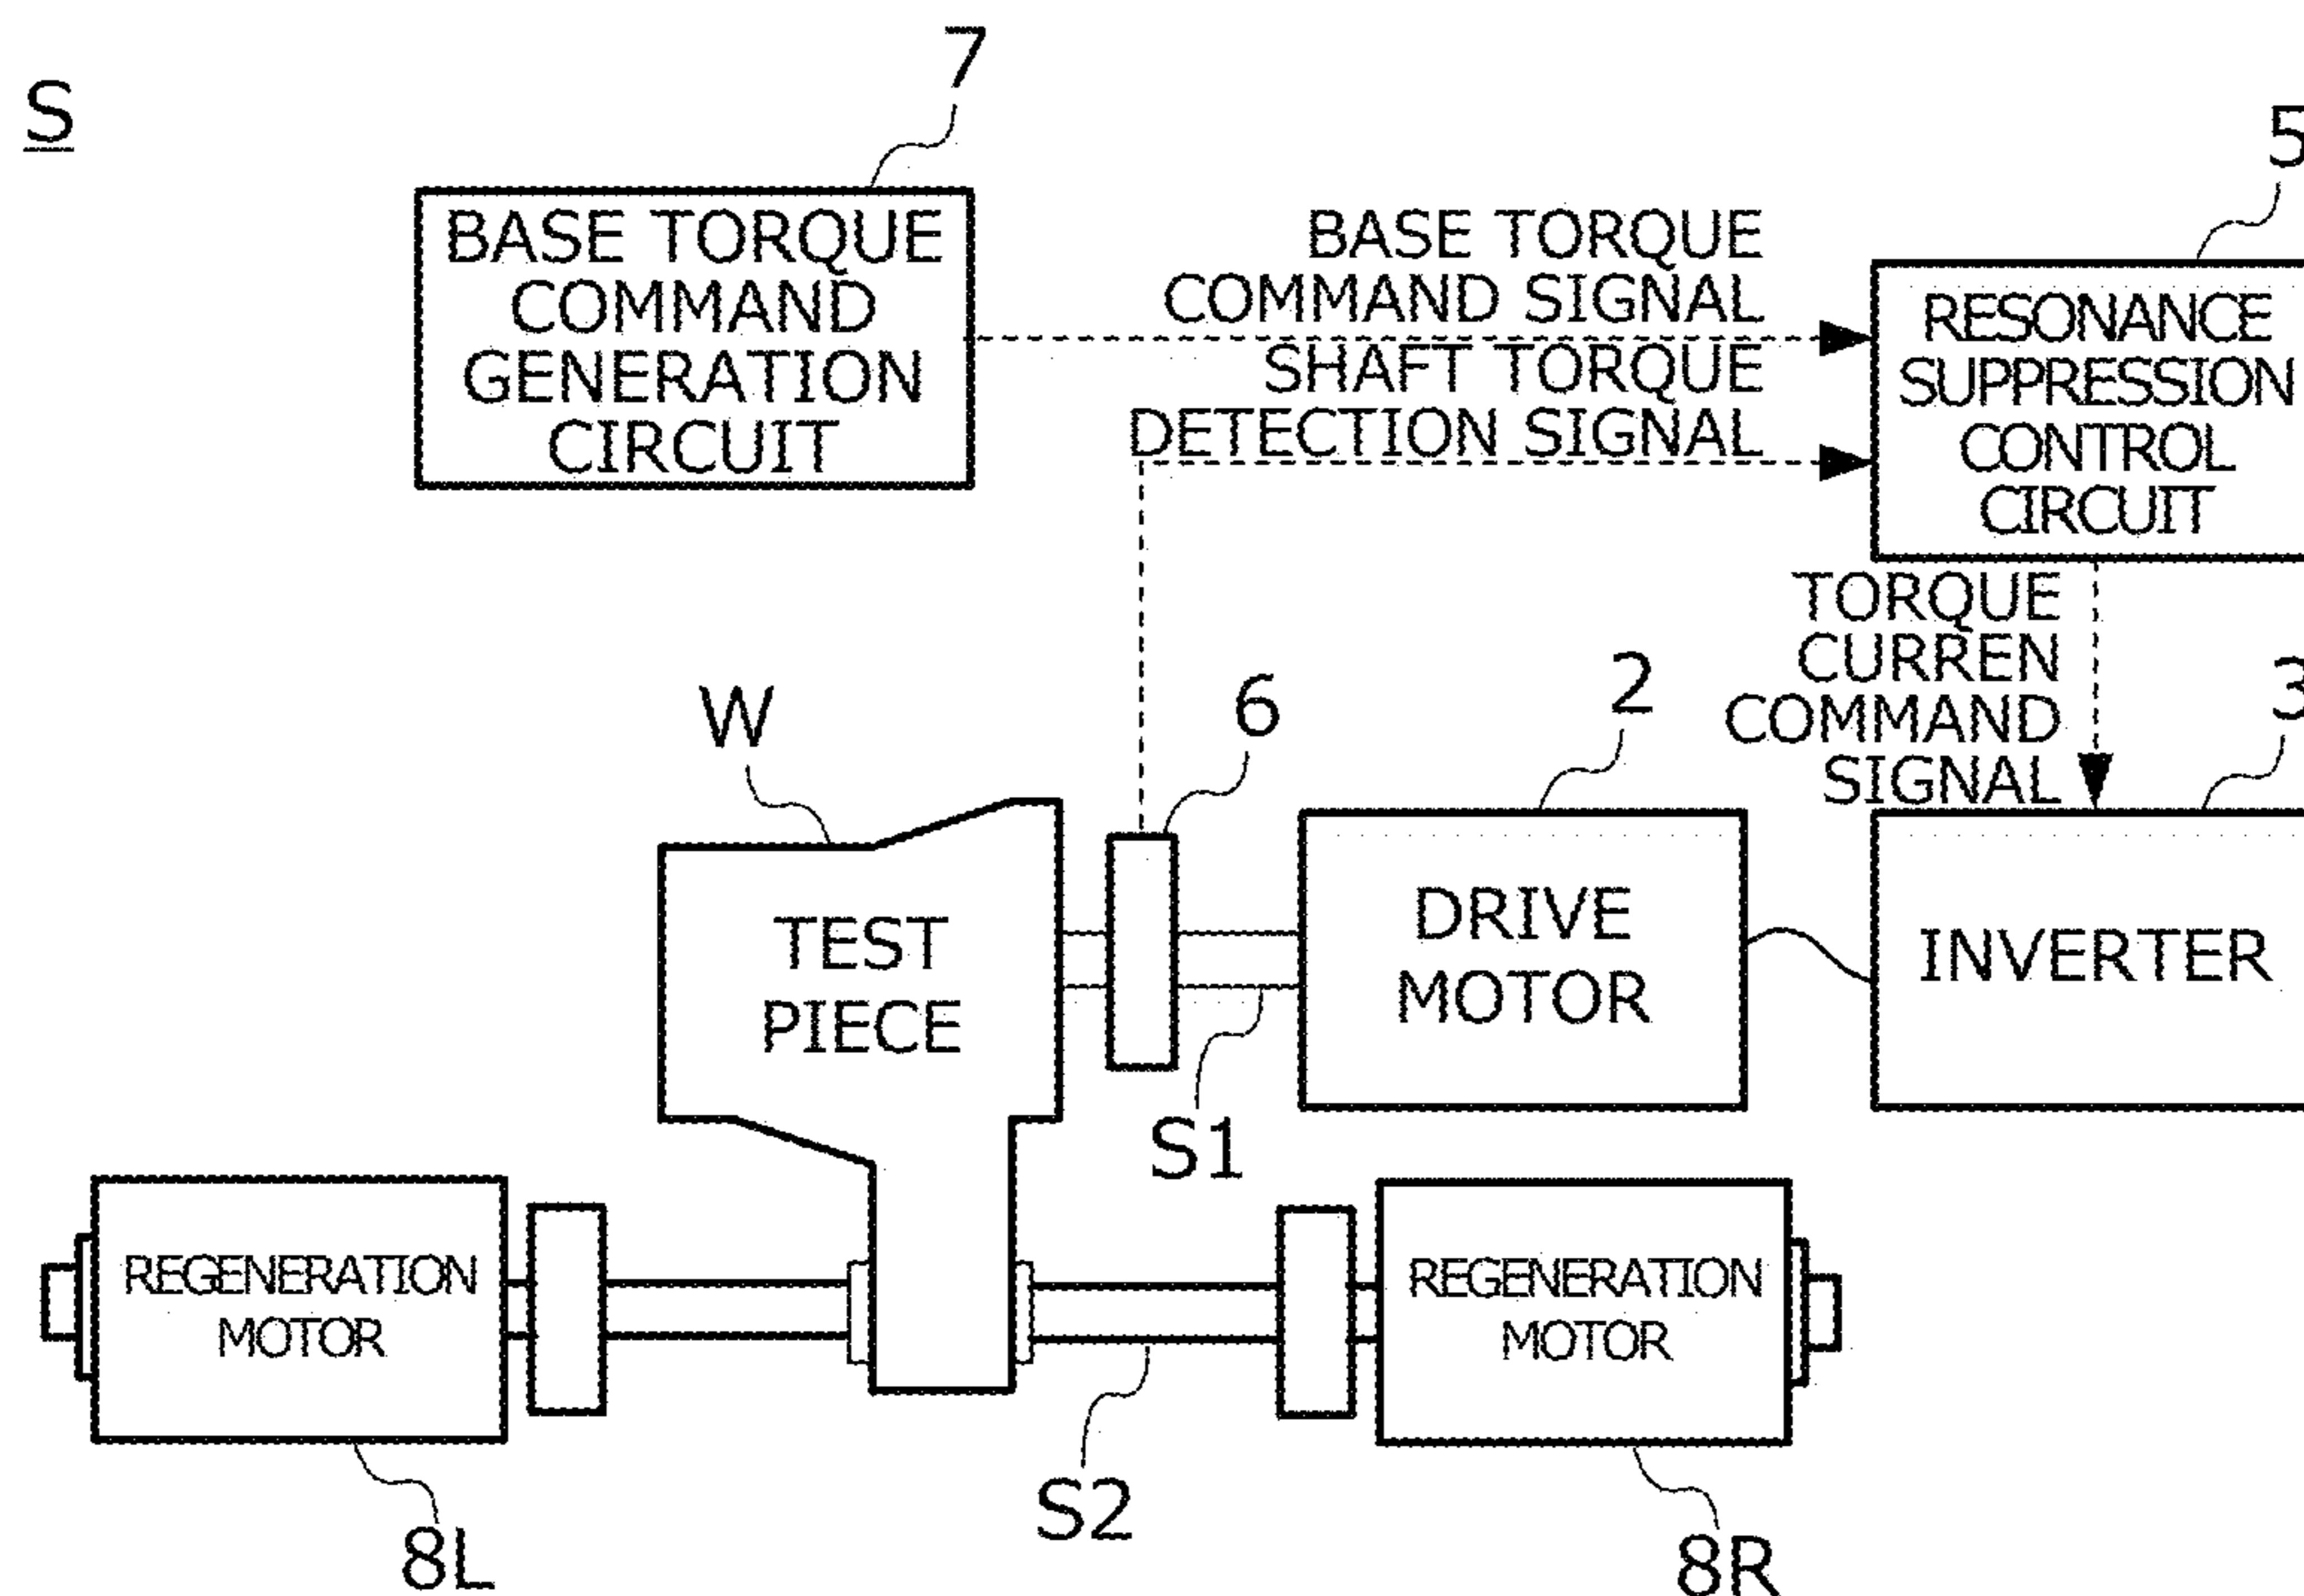 7
S
5
BASE TORQUE
COMMAND
GENERATION
CIRCUIT
BASE TORQUE
COMMAND SIGNAL
SHAFT TORQUE
DETECTION SIGNAL
RESONANCE
SUPPRESSION
CONTROL
CIRCUIT
TORQUE
CURREN
COMMAND
SIGNAL
W
6
2
3
TEST
PIECE
DRIVE
MOTOR
INVERTER
S1
REGENERATION
MOTOR
REGENERATION
MOTOR
S2
8L
8R